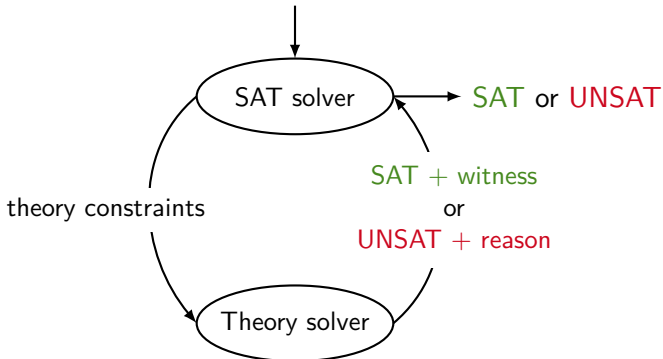 SAT solver
SAT or UNSAT
SAT + witness
theory constraints
or
UNSAT + reason
Theory solver